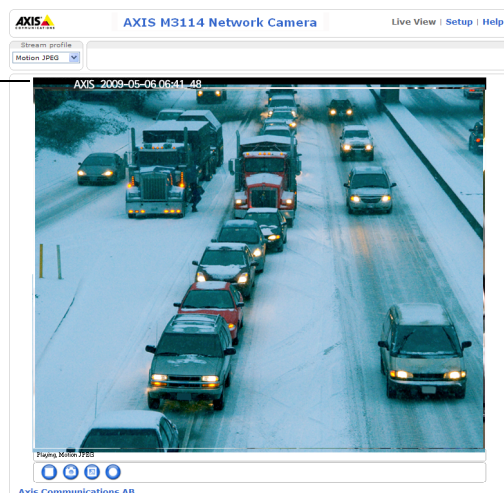 AXIS COMMUNICATIONS
AXIS M3114 Network Camera
Live View | Setup | Help
Stream profile
Motion JPEG
AXIS 2009-05-06 06:41 48
Playing, Motion JPEG
Axis Communications AB